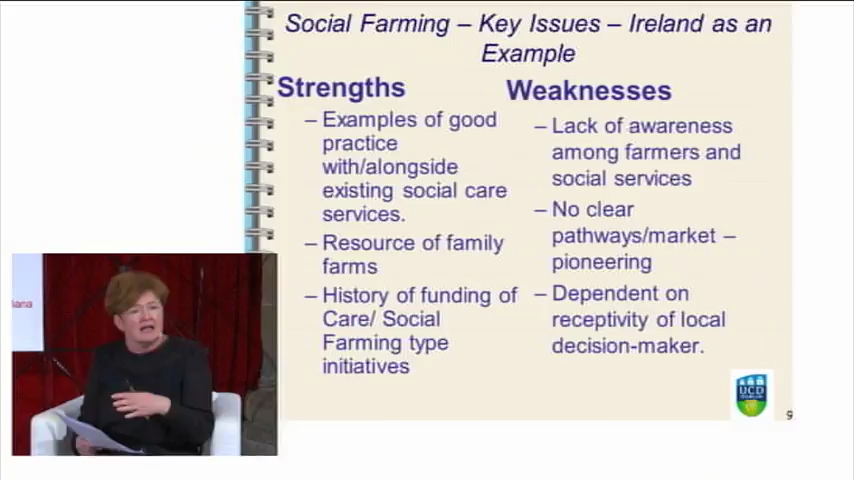 Social Farming – Key Issues – Ireland as an
Example
Strengths
– Examples of good
practice
with/alongside
existing social care
services.
– Resource of family
farms
– History of funding of
Care/ Social
Farming type
initiatives
Weaknesses
– Lack of awareness
among farmers and
social services
– No clear
pathways/market –
pioneering
– Dependent on
receptivity of local
decision-maker.
UCD
9